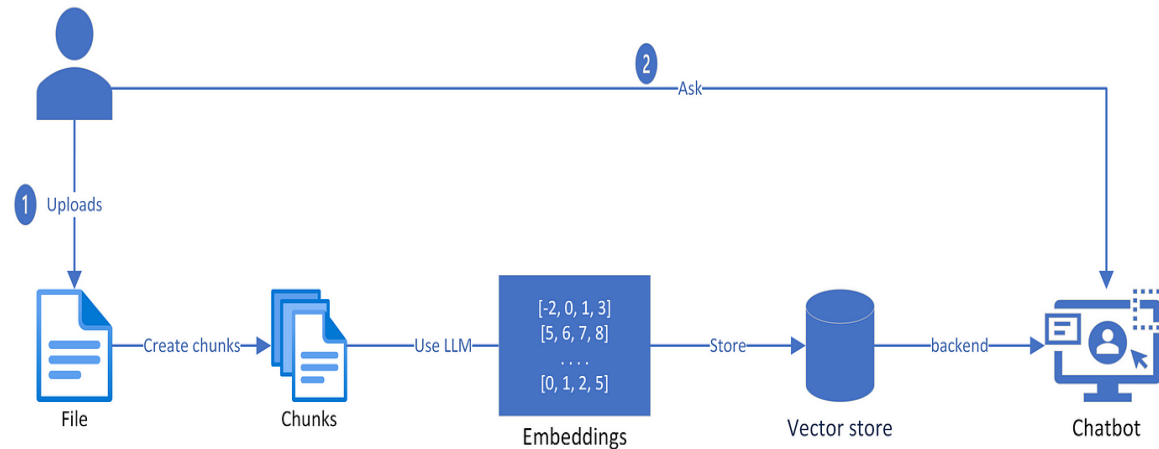 2
Ask
1
Uploads
Create chunks
Use LLM
[-2, 0, 1, 3]
[5, 6, 7, 8]
. . . .
[0, 1, 2, 5]
Store
backend
File
Chunks
Embeddings
Vector store
Chatbot